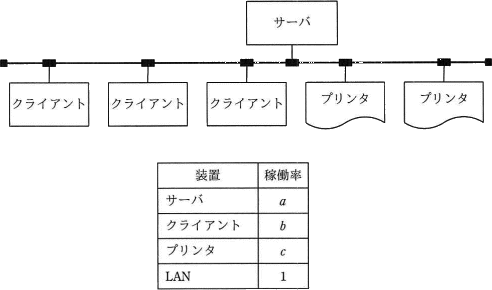 サーバ
クライアント クライアント クライアント プリンタ プリンタ
装置 稼働率
サーバ a
クライアント b
プリンタ c
LAN 1